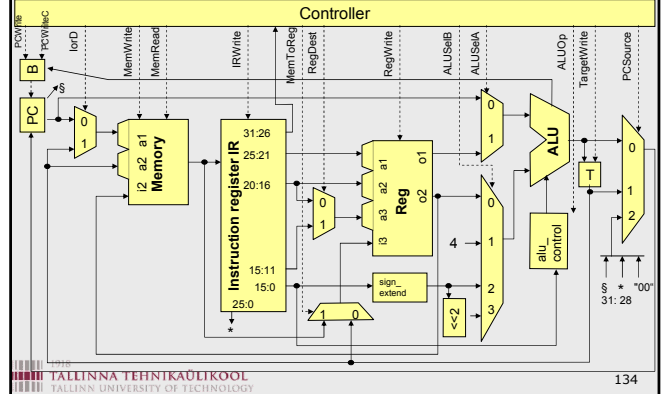 Controller
PCWrite
PCWriteC
IorD
MemWrite
MemRead
IRWrite
MemToReg
RegDest
RegWrite
ALUSelB
ALUSelA
ALUOp
TargetWrite
PCSource
B
§
PC
0
1
a1
a2
i2
Memory
Instruction register IR
31:26
25:21
20:16
15:11
15:0
25:0
*
0
1
a1
a2
a3
i3
Reg
o1
o2
sign_
extend
1 0
<<2
0
1
4
0
1
2
3
ALU
alu_
control
T
0
1
2
§ * "00"
31: 28
1918
TALLINNA TEHNIKAÜLIKOOL
TALLINN UNIVERSITY OF TECHNOLOGY
134